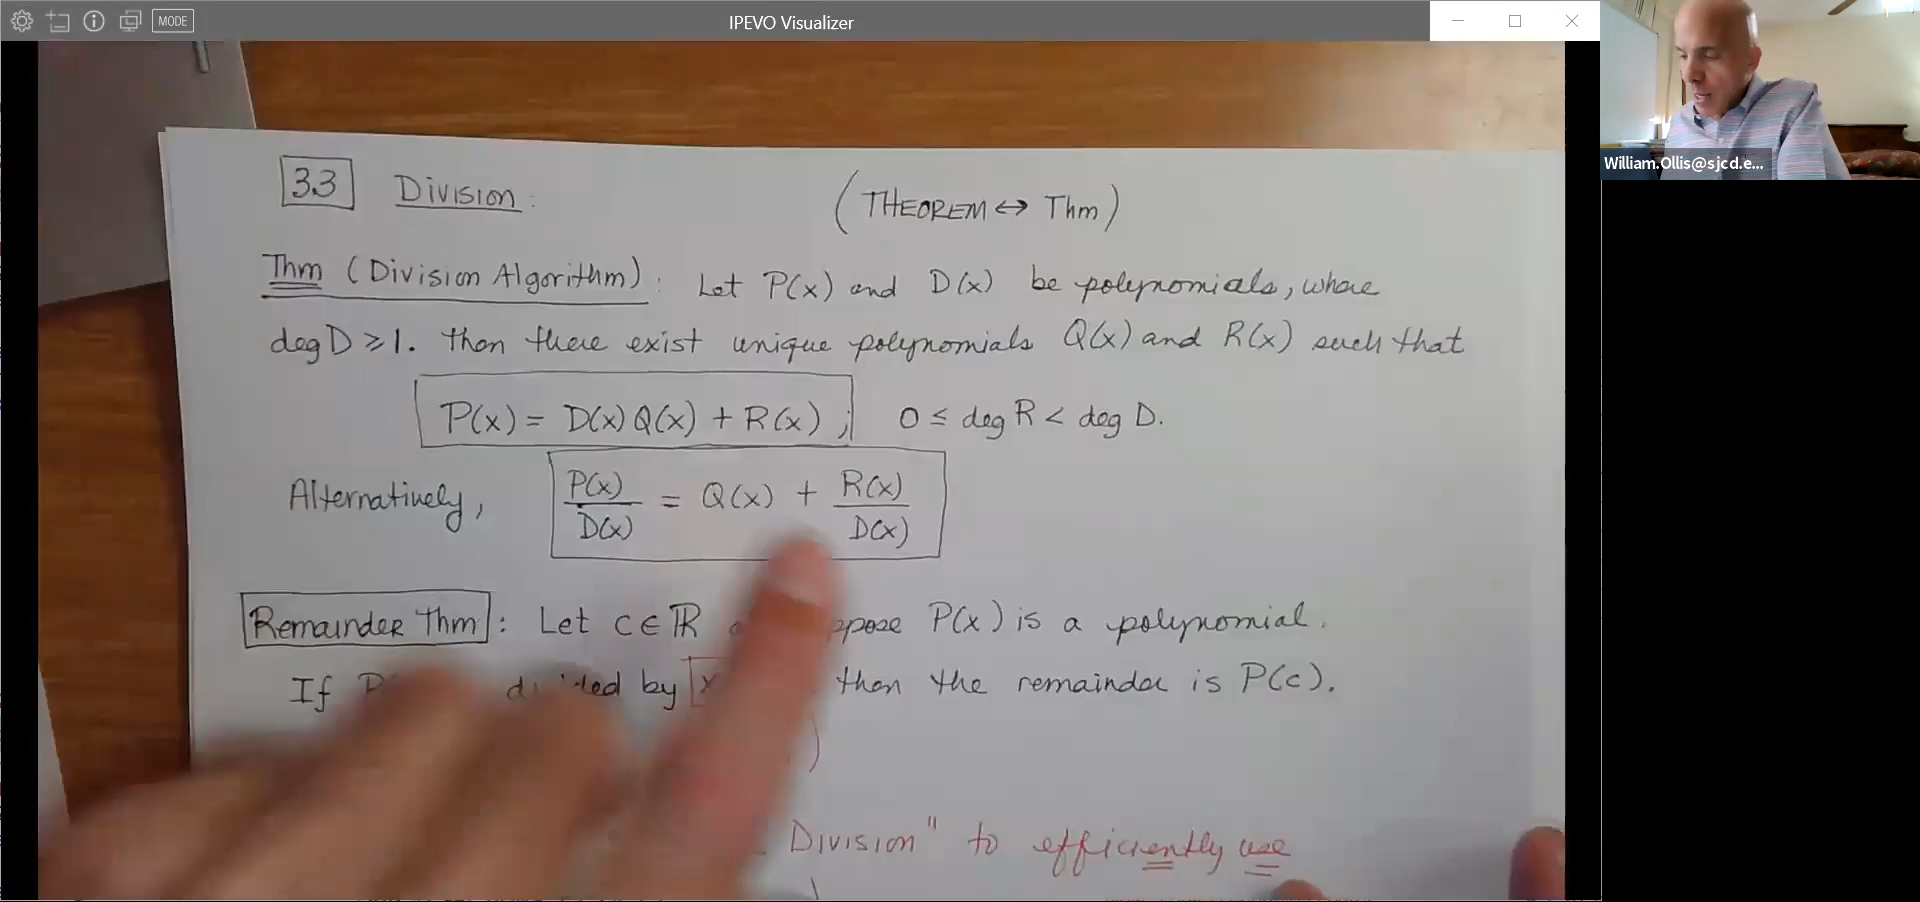 MODE
IPEVO Visualizer
William.Ollis@sjcd.e...
3.3 Division: (THEOREM ↔ Thm)
Thm (Division Algorithm): Let P(x) and D(x) be polynomials, where
deg D ≥ 1. Then there exist unique polynomials Q(x) and R(x) such that
P(x) = D(x) Q(x) + R(x), 0 ≤ deg R < deg D.
Alternatively, P(x)/D(x) = Q(x) + R(x)/D(x)
Remainder Thm: Let c ∈ ℝ P(x) is a polynomial.
If by then the remainder is P(c).
)
Division" to efficiently use
)